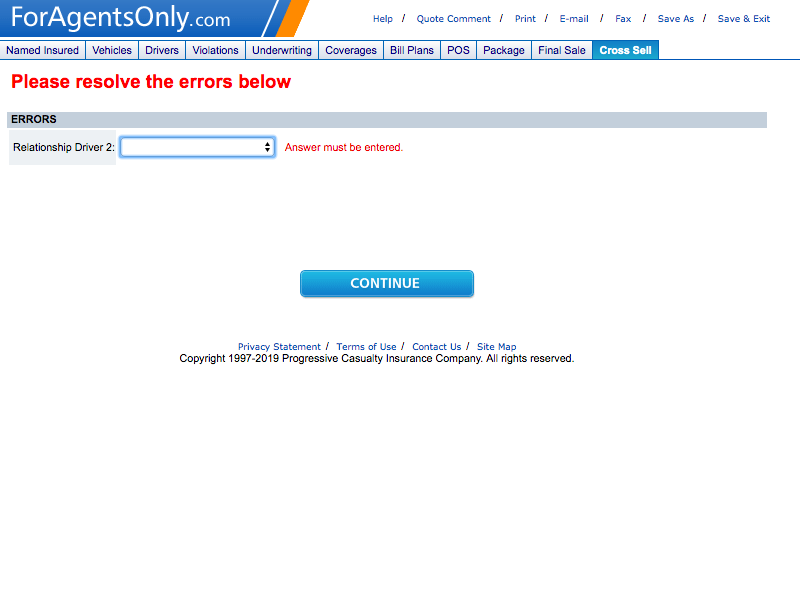 ForAgentsOnly.com
Help / Quote Comment / Print / E-mail / Fax / Save As / Save & Exit
Named Insured Vehicles Drivers Violations Underwriting Coverages Bill Plans POS Package Final Sale Cross Sell
Please resolve the errors below
ERRORS
Relationship Driver 2: Answer must be entered.
CONTINUE
Privacy Statement / Terms of Use / Contact Us / Site Map
Copyright 1997-2019 Progressive Casualty Insurance Company. All rights reserved.